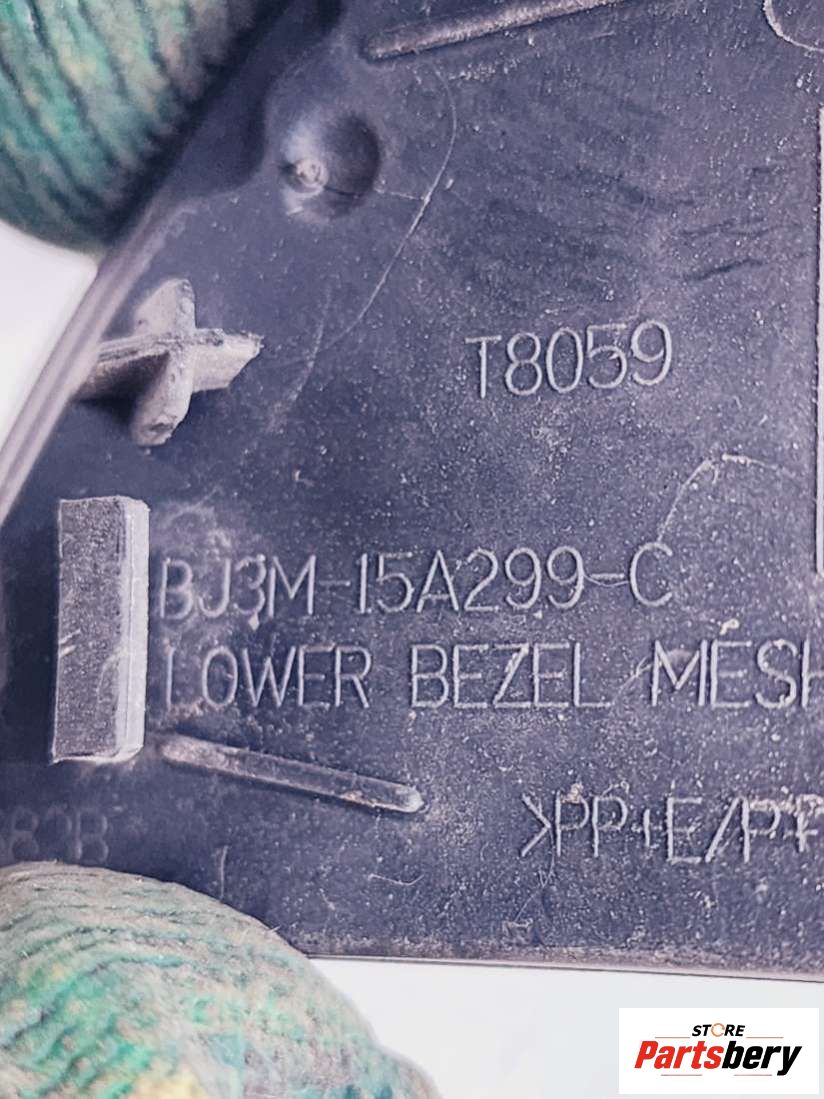 T8059
BJ3M-15A299-C
LOWER BEZEL MESH
>PP+E/P+
STORE
Partsbery